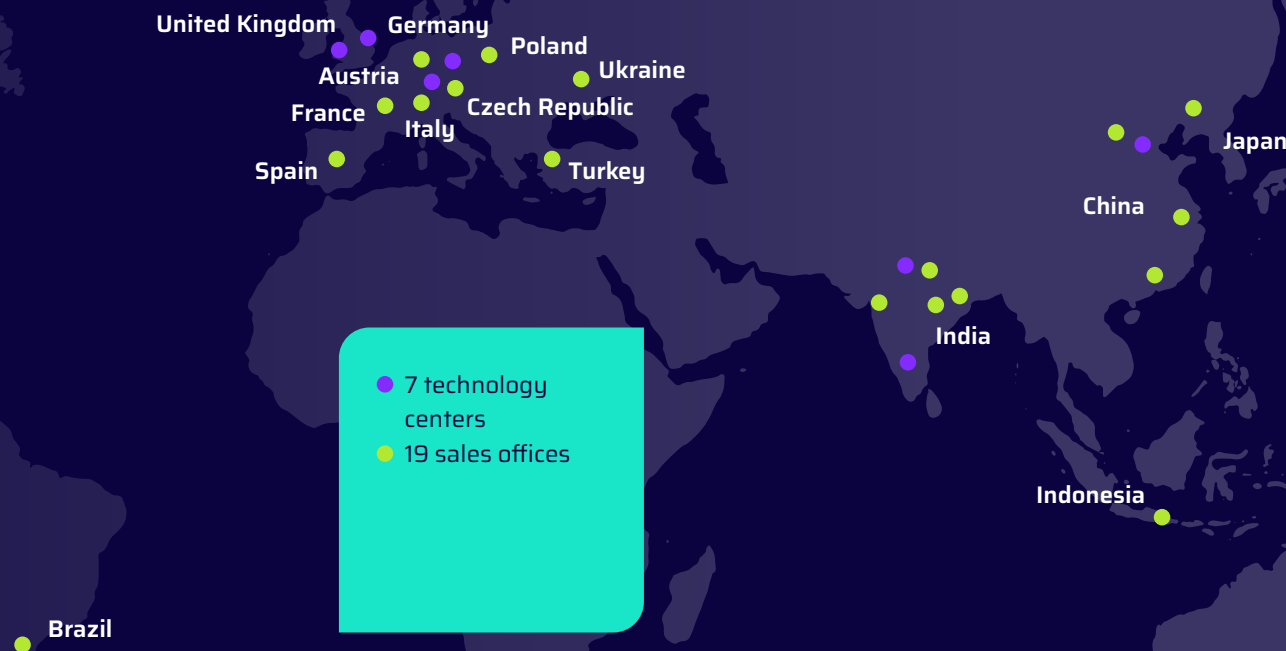 United Kingdom
Germany
Poland
Austria
Ukraine
France
Czech Republic
Italy
Spain
Turkey
Japan
China
India
7 technology
centers
19 sales offices
Indonesia
Brazil